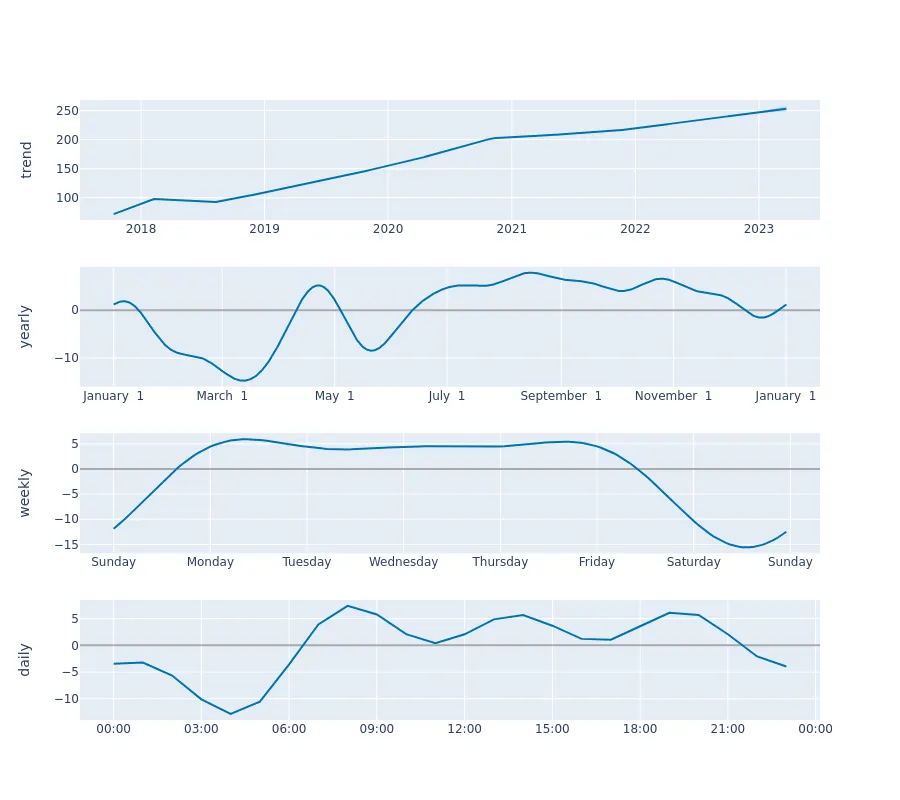 trend
250
200
150
100
2018 2019 2020 2021 2022 2023
yearly
0
−10
January 1 March 1 May 1 July 1 September 1 November 1 January 1
weekly
5
0
−5
−10
−15
Sunday Monday Tuesday Wednesday Thursday Friday Saturday Sunday
daily
5
0
−5
−10
00:00 03:00 06:00 09:00 12:00 15:00 18:00 21:00 00:00